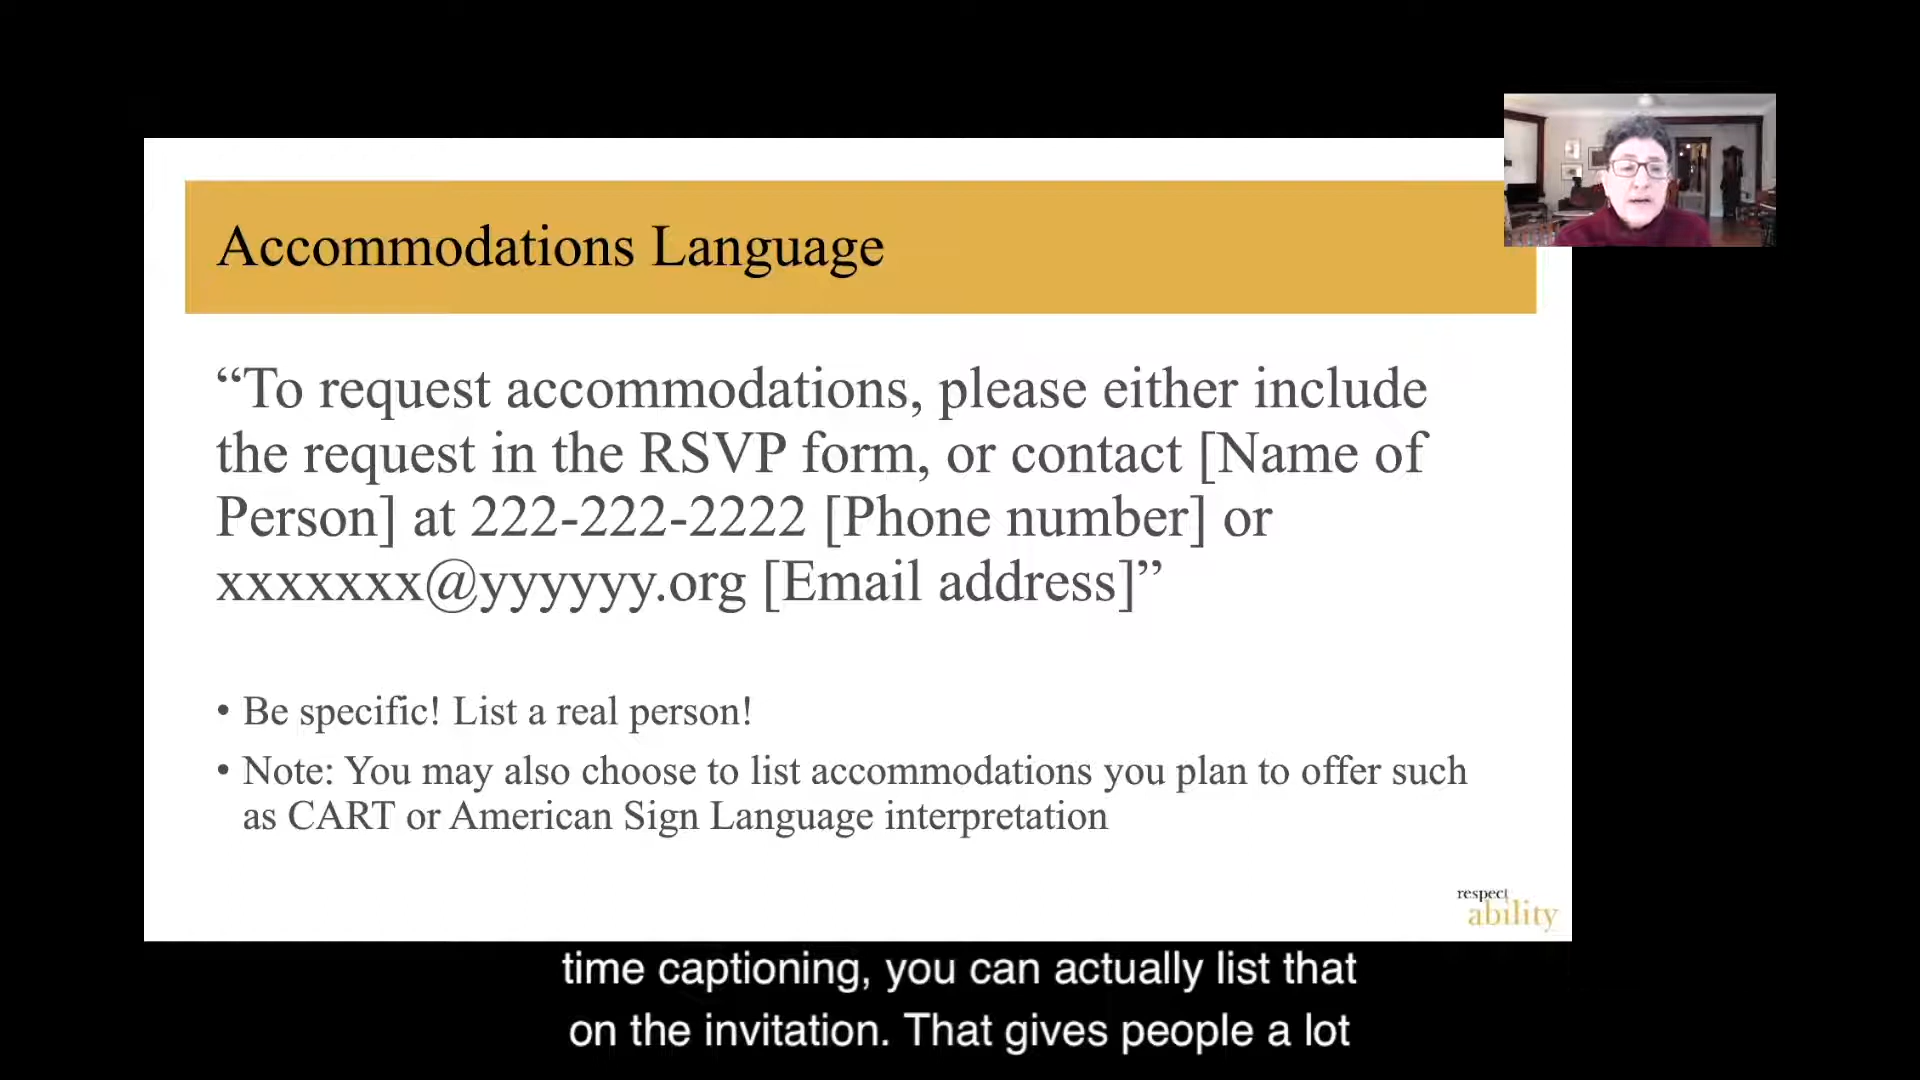 Accommodations Language
“To request accommodations, please either include
the request in the RSVP form, or contact [Name of
Person] at 222-222-2222 [Phone number] or
xxxxxxx@yyyyyy.org [Email address]”
• Be specific! List a real person!
• Note: You may also choose to list accommodations you plan to offer such
as CART or American Sign Language interpretation
respect
ability
time captioning, you can actually list that
on the invitation. That gives people a lot